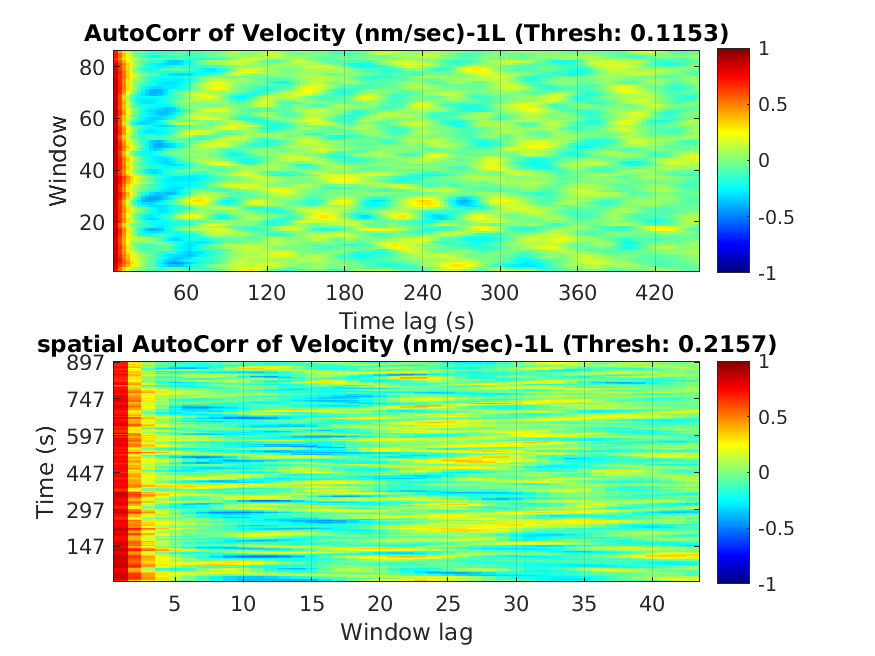 AutoCorr of Velocity (nm/sec)-1L (Thresh: 0.1153)
80
60
40
20
Window
60 120 180 240 300 360 420
Time lag (s)
1
0.5
0
-0.5
-1
spatial AutoCorr of Velocity (nm/sec)-1L (Thresh: 0.2157)
897
747
597
447
297
147
Time (s)
5 10 15 20 25 30 35 40
Window lag
1
0.5
0
-0.5
-1